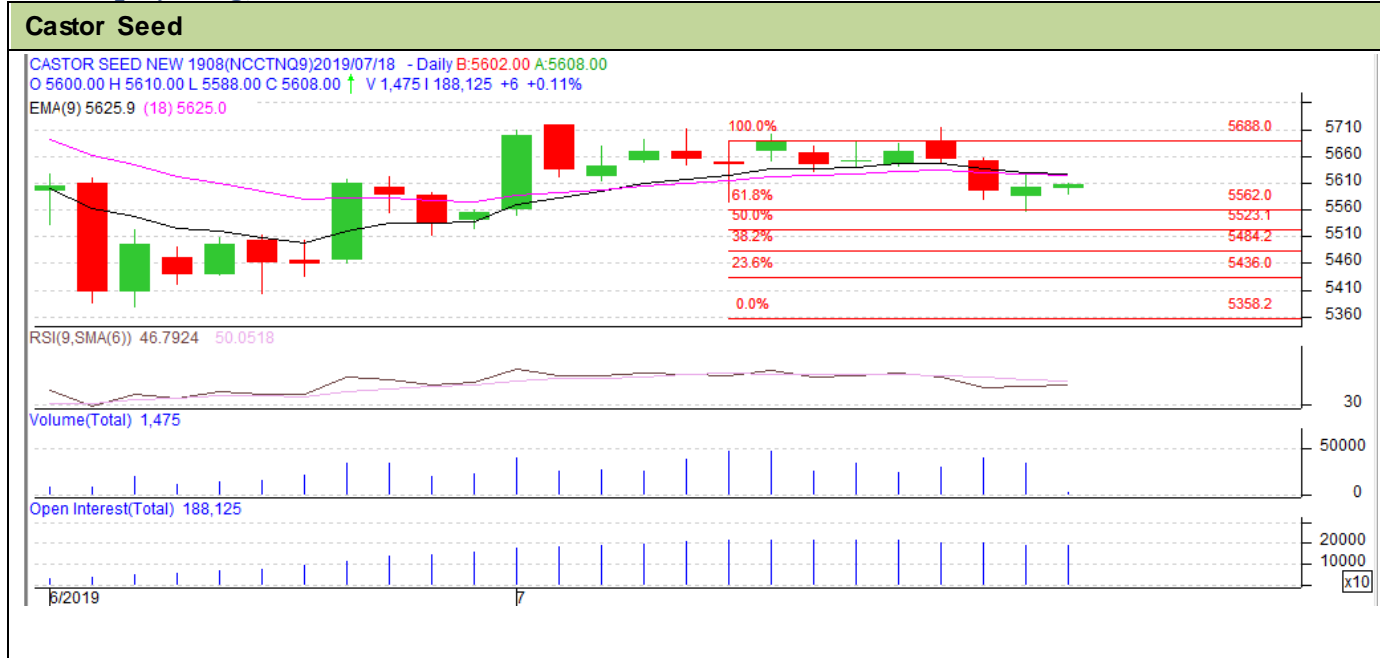 Castor Seed
CASTOR SEED NEW 1908(NCCTNQ9)2019/07/18 - Daily B:5602.00 A:5608.00
O 5600.00 H 5610.00 L 5588.00 C 5608.00 ↑ V 1,475 I 188,125 +6 +0.11%
EMA(9) 5625.9 (18) 5625.0
100.0% 5688.0
61.8% 5562.0
50.0% 5523.1
38.2% 5484.2
23.6% 5436.0
0.0% 5358.2
5710
5660
5610
5560
5510
5460
5410
5360
RSI(9,SMA(6)) 46.7924 50.0518
30
Volume(Total) 1,475
50000
0
Open Interest(Total) 188,125
20000
10000
x10
6/2019 7